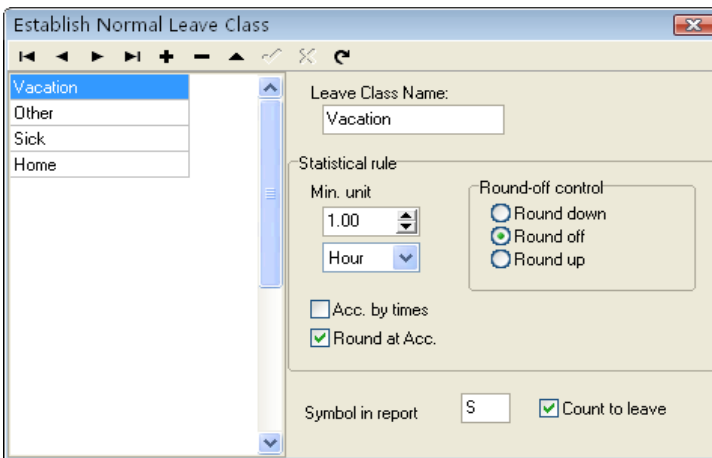 Establish Normal Leave Class
Vacation
Other
Sick
Home
Leave Class Name:
Vacation
Statistical rule
Min. unit
1.00
Hour
Round-off control
Round down
Round off
Round up
Acc. by times
Round at Acc.
Symbol in report
S
Count to leave